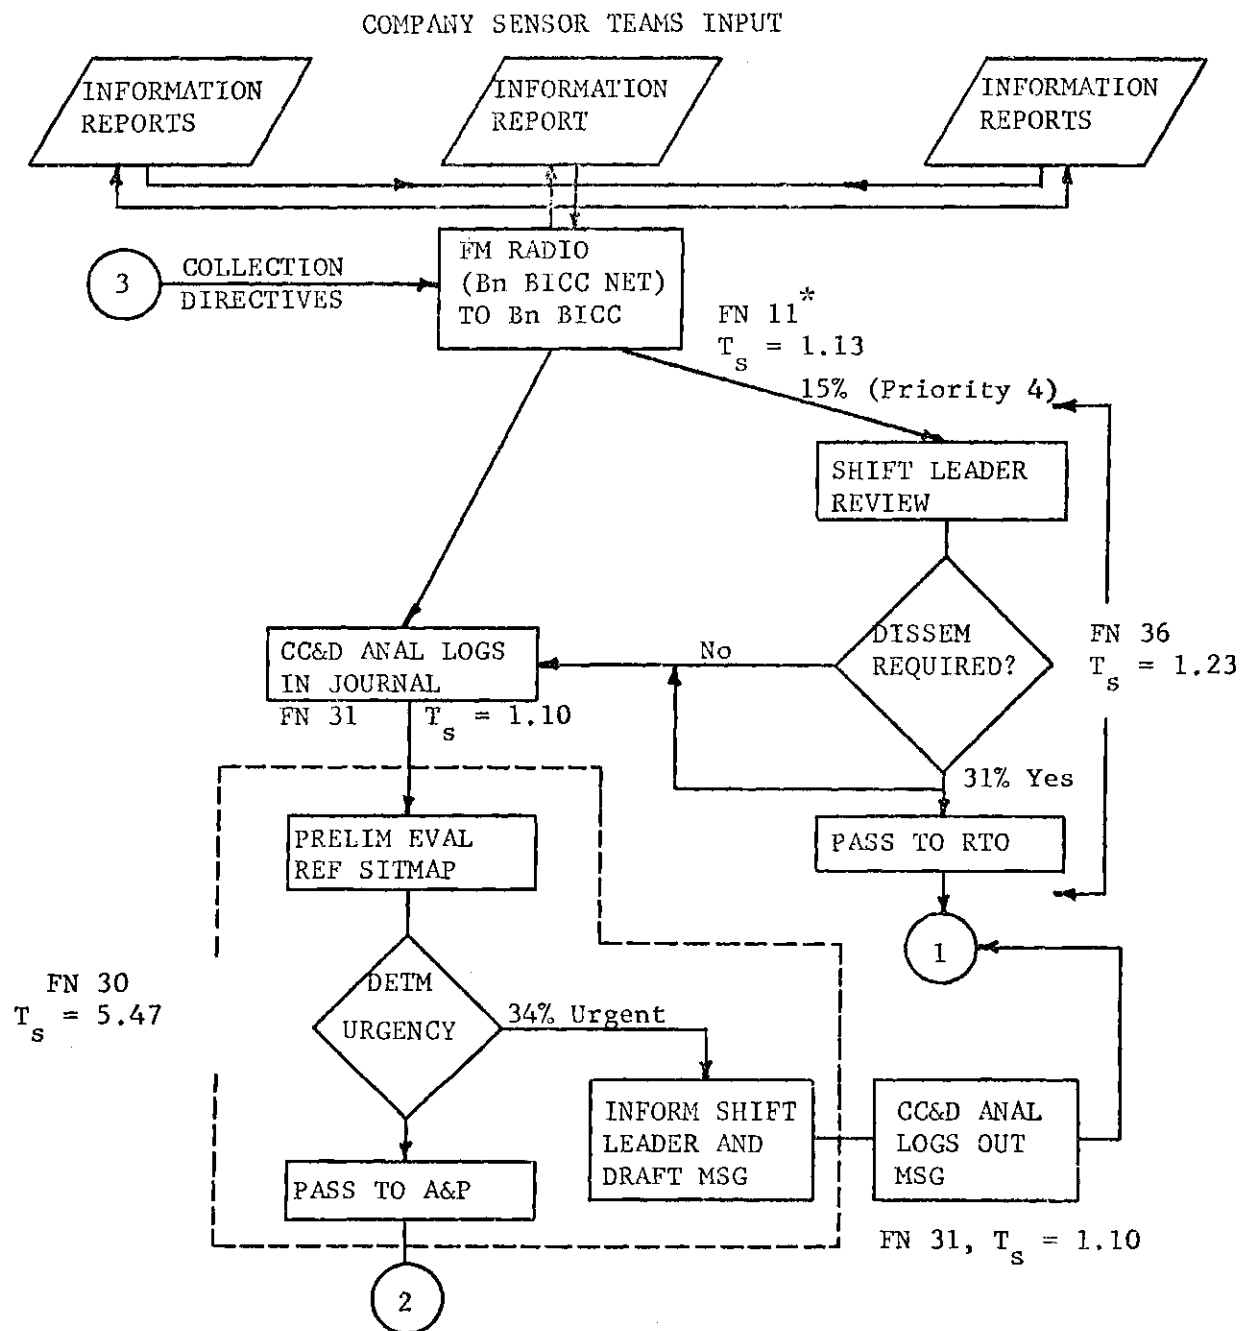 COMPANY SENSOR TEAMS INPUT
INFORMATION
REPORTS
INFORMATION
REPORT
INFORMATION
REPORTS
3
COLLECTION
DIRECTIVES
FM RADIO
(Bn BICC NET)
TO Bn BICC
FN 11*
Ts = 1.13
15% (Priority 4)
SHIFT LEADER
REVIEW
DISSEM
REQUIRED?
No
FN 36
Ts = 1.23
CC&D ANAL LOGS
IN JOURNAL
FN 31 Ts = 1.10
31% Yes
PASS TO RTO
1
PRELIM EVAL
REF SITMAP
FN 30
Ts = 5.47
DETM
URGENCY
34% Urgent
INFORM SHIFT
LEADER AND
DRAFT MSG
CC&D ANAL
LOGS OUT
MSG
FN 31, Ts = 1.10
PASS TO A&P
2